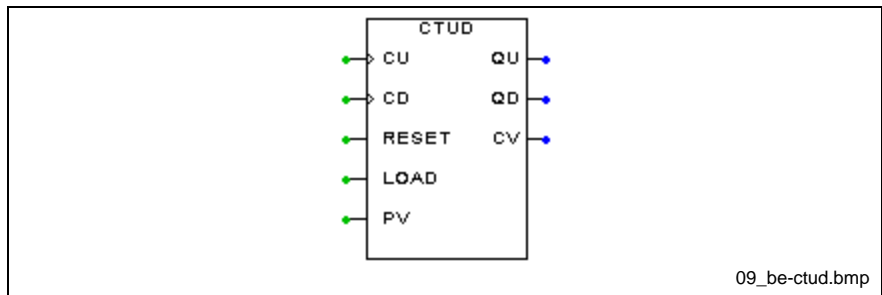 CTUD
CU QU
CD QD
RESET CV
LOAD
PV
09_be-ctud.bmp